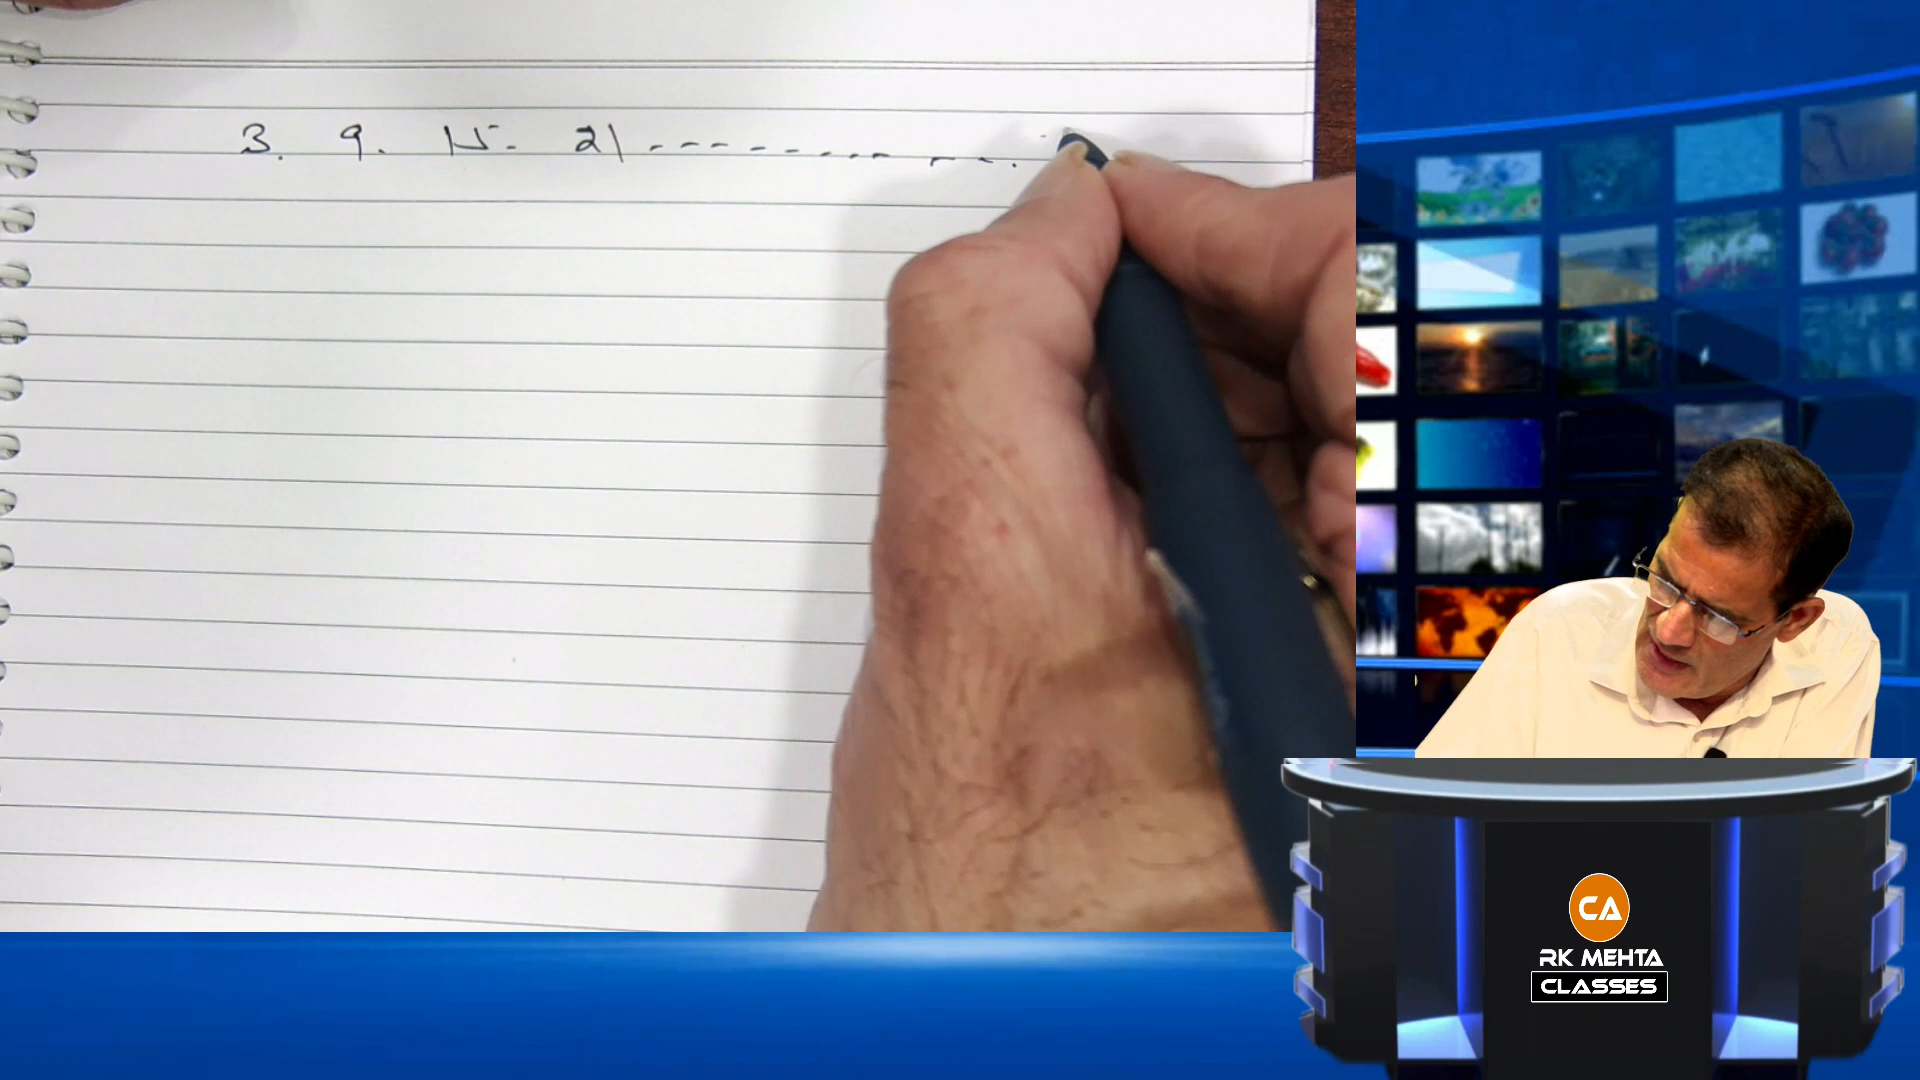 3. 9. 15. 21 - - - - - - - - - - - - .
CA
RK MEHTA
CLASSES